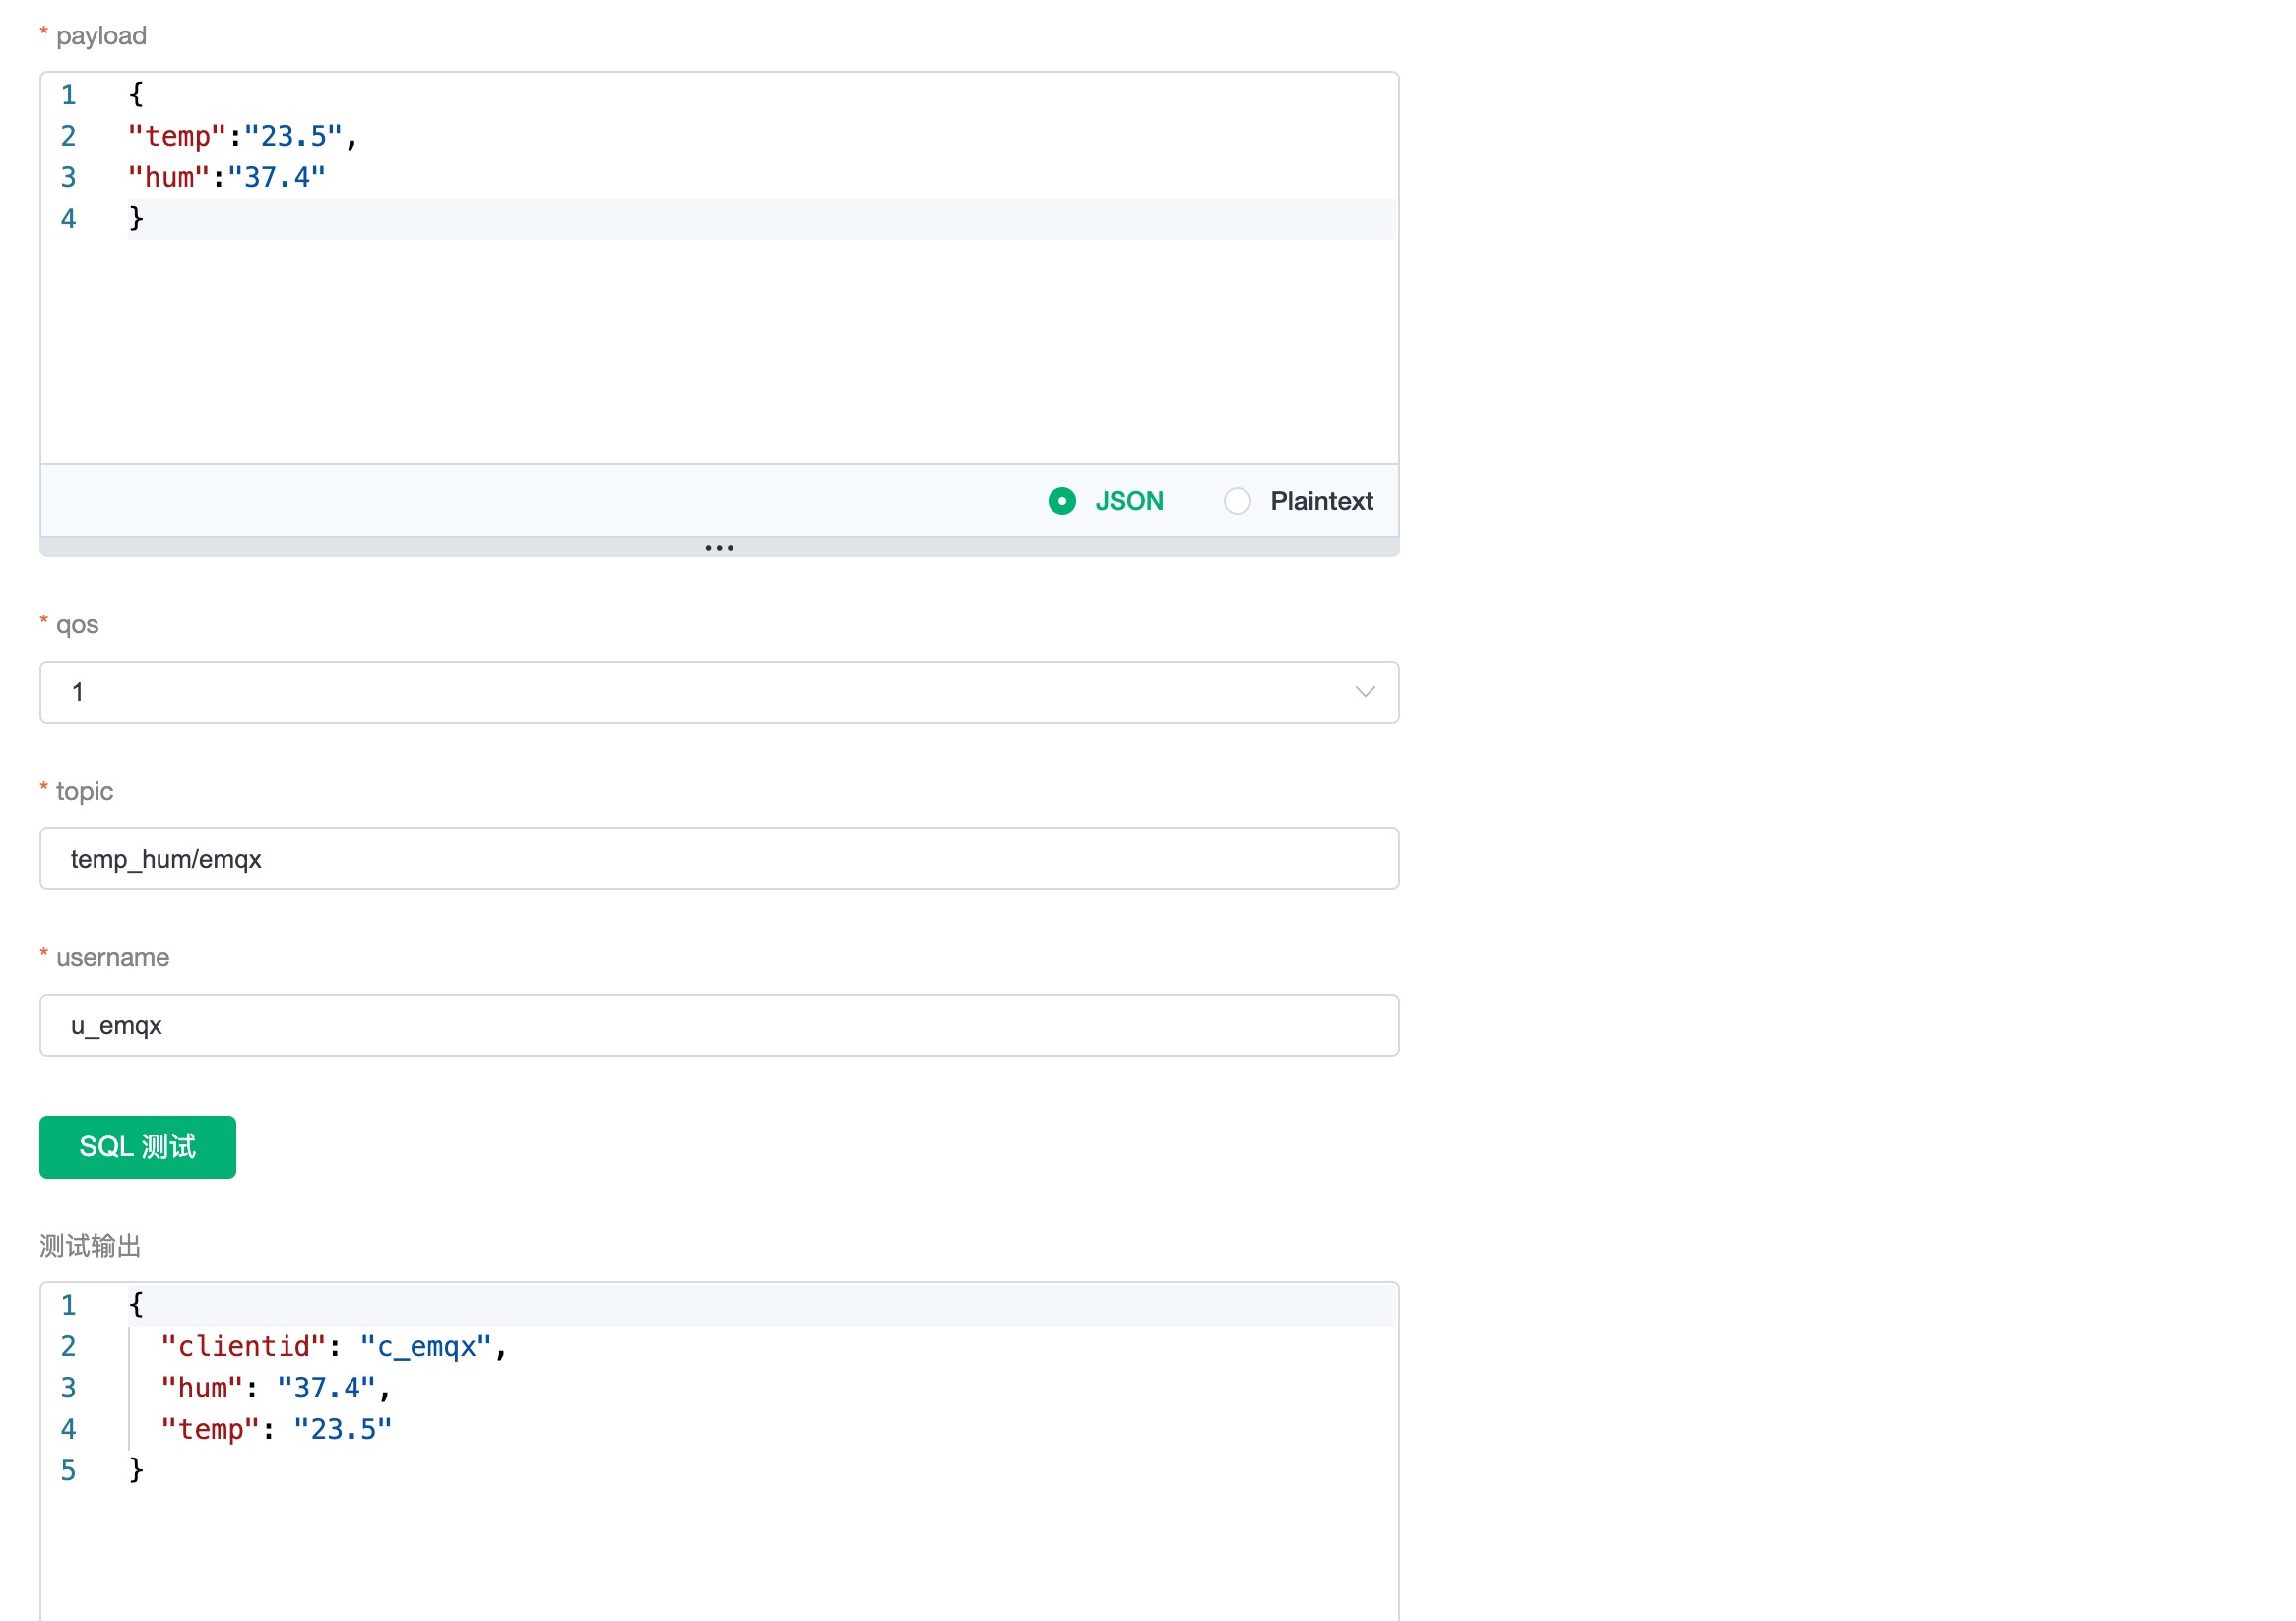 * payload
1 {
2 "temp":"23.5",
3 "hum":"37.4"
4 }
JSON Plaintext
* qos
1
* topic
temp_hum/emqx
* username
u_emqx
SQL 测试
测试输出
1 {
2 "clientid": "c_emqx",
3 "hum": "37.4",
4 "temp": "23.5"
5 }